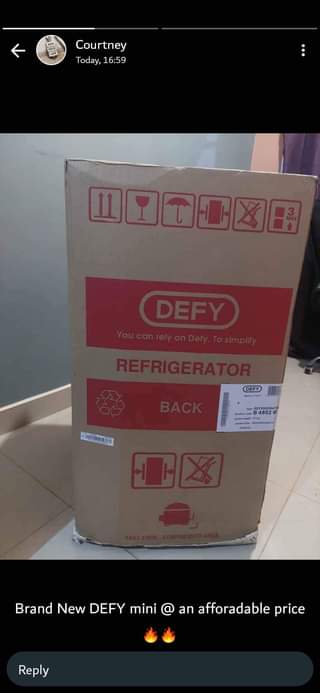 Courtney
Today, 16:59
3
DEFY
You can rely on Defy. To simplify
REFRIGERATOR
DEFY
BACK
Brand New DEFY mini @ an afforadable price
Reply